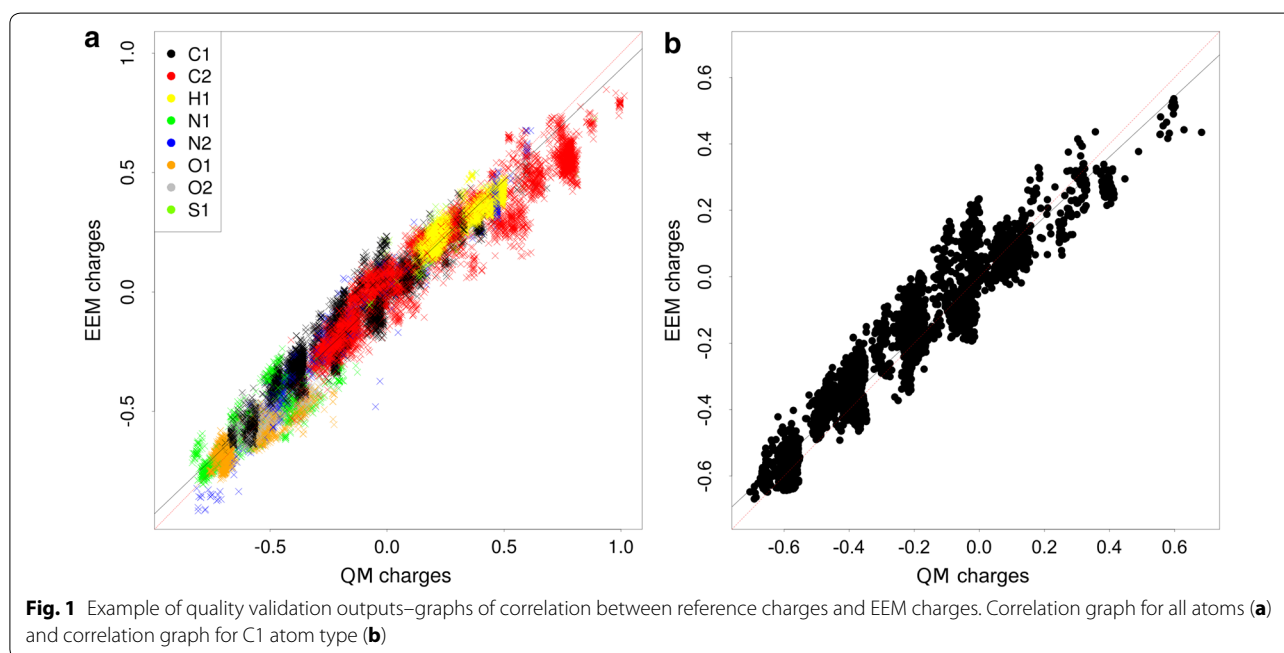 a
b
C1
C2
H1
N1
N2
O1
O2
S1
1.0
0.5
0.0
-0.5
EEM charges
-0.5
0.0
0.5
1.0
QM charges
0.6
0.4
0.2
0.0
-0.2
-0.4
-0.6
EEM charges
-0.6
-0.4
-0.2
0.0
0.2
0.4
0.6
QM charges
Fig. 1 Example of quality validation outputs–graphs of correlation between reference charges and EEM charges. Correlation graph for all atoms (a)
and correlation graph for C1 atom type (b)